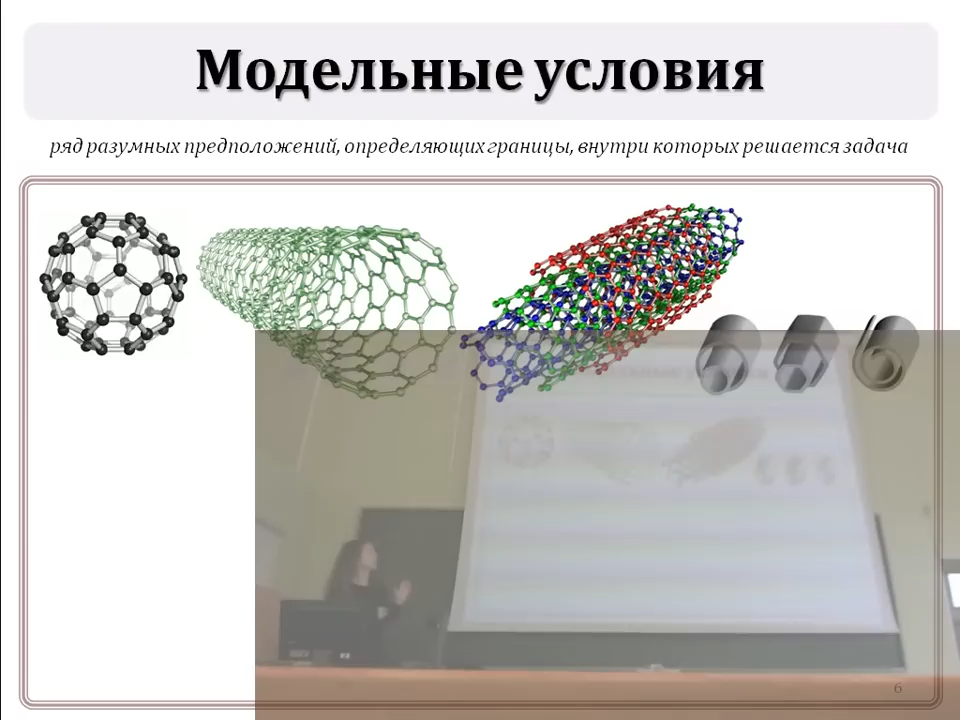 Модельные условия
ряд разумных предположений, определяющих границы, внутри которых решается задача
6